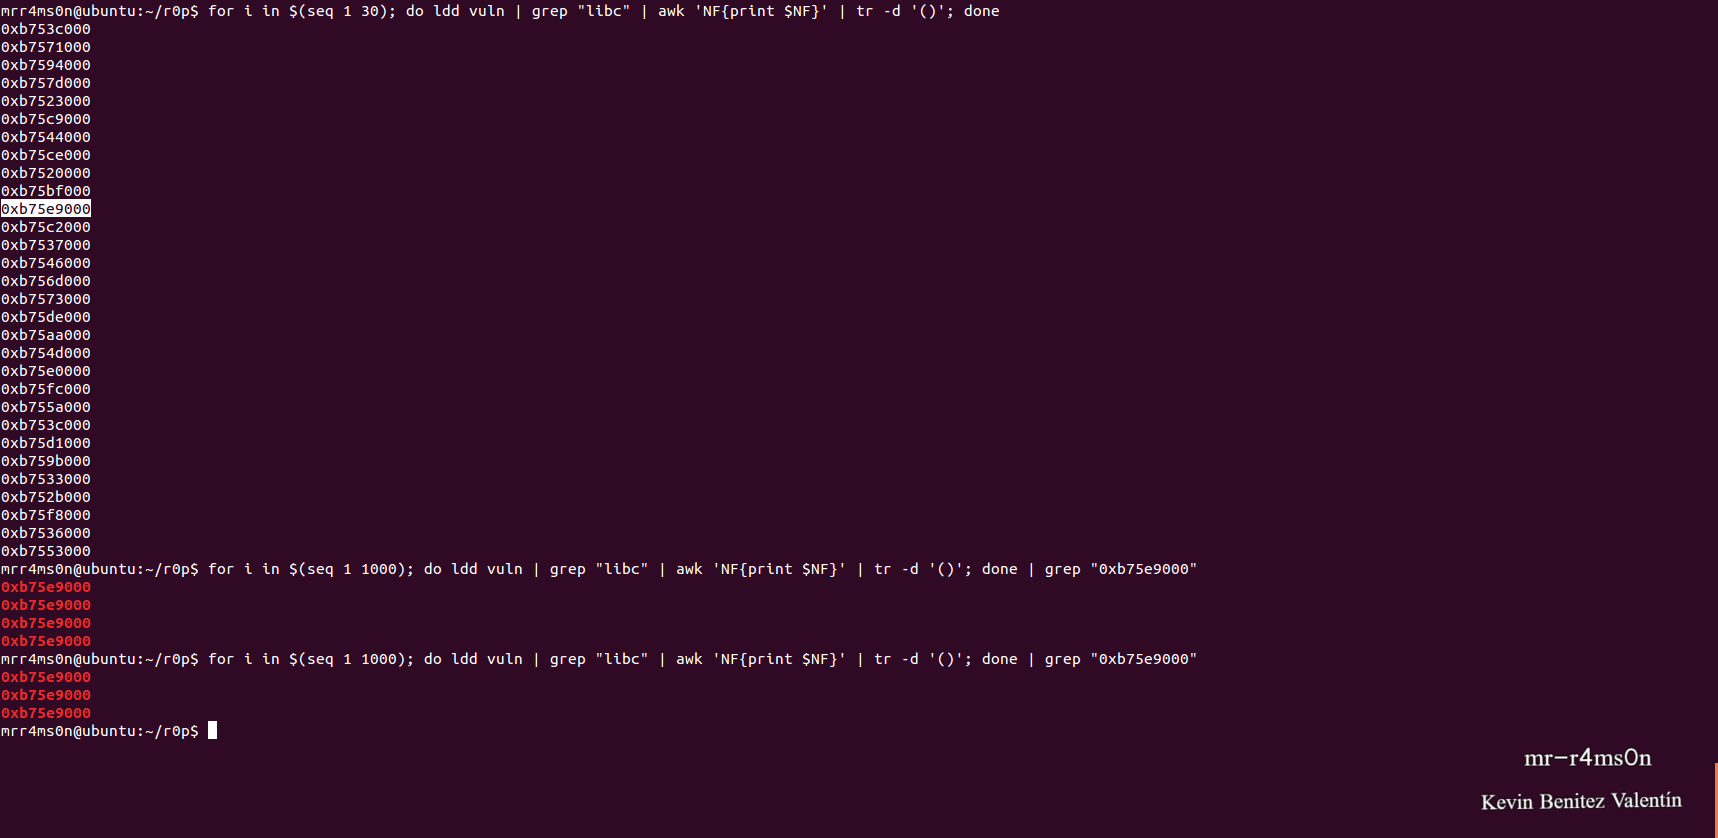 mrr4ms0n@ubuntu:~/r0p$ for i in $(seq 1 30); do ldd vuln | grep "libc" | awk 'NF{print $NF}' | tr -d '()'; done
0xb753c000
0xb7571000
0xb7594000
0xb757d000
0xb7523000
0xb75c9000
0xb7544000
0xb75ce000
0xb7520000
0xb75bf000
0xb75e9000
0xb75c2000
0xb7537000
0xb7546000
0xb756d000
0xb7573000
0xb75de000
0xb75aa000
0xb754d000
0xb75e0000
0xb75fc000
0xb755a000
0xb753c000
0xb75d1000
0xb759b000
0xb7533000
0xb752b000
0xb75f8000
0xb7536000
0xb7553000
mrr4ms0n@ubuntu:~/r0p$ for i in $(seq 1 1000); do ldd vuln | grep "libc" | awk 'NF{print $NF}' | tr -d '()'; done | grep "0xb75e9000"
0xb75e9000
0xb75e9000
0xb75e9000
0xb75e9000
mrr4ms0n@ubuntu:~/r0p$ for i in $(seq 1 1000); do ldd vuln | grep "libc" | awk 'NF{print $NF}' | tr -d '()'; done | grep "0xb75e9000"
0xb75e9000
0xb75e9000
0xb75e9000
mrr4ms0n@ubuntu:~/r0p$
mr-r4ms0n
Kevin Benitez Valentín